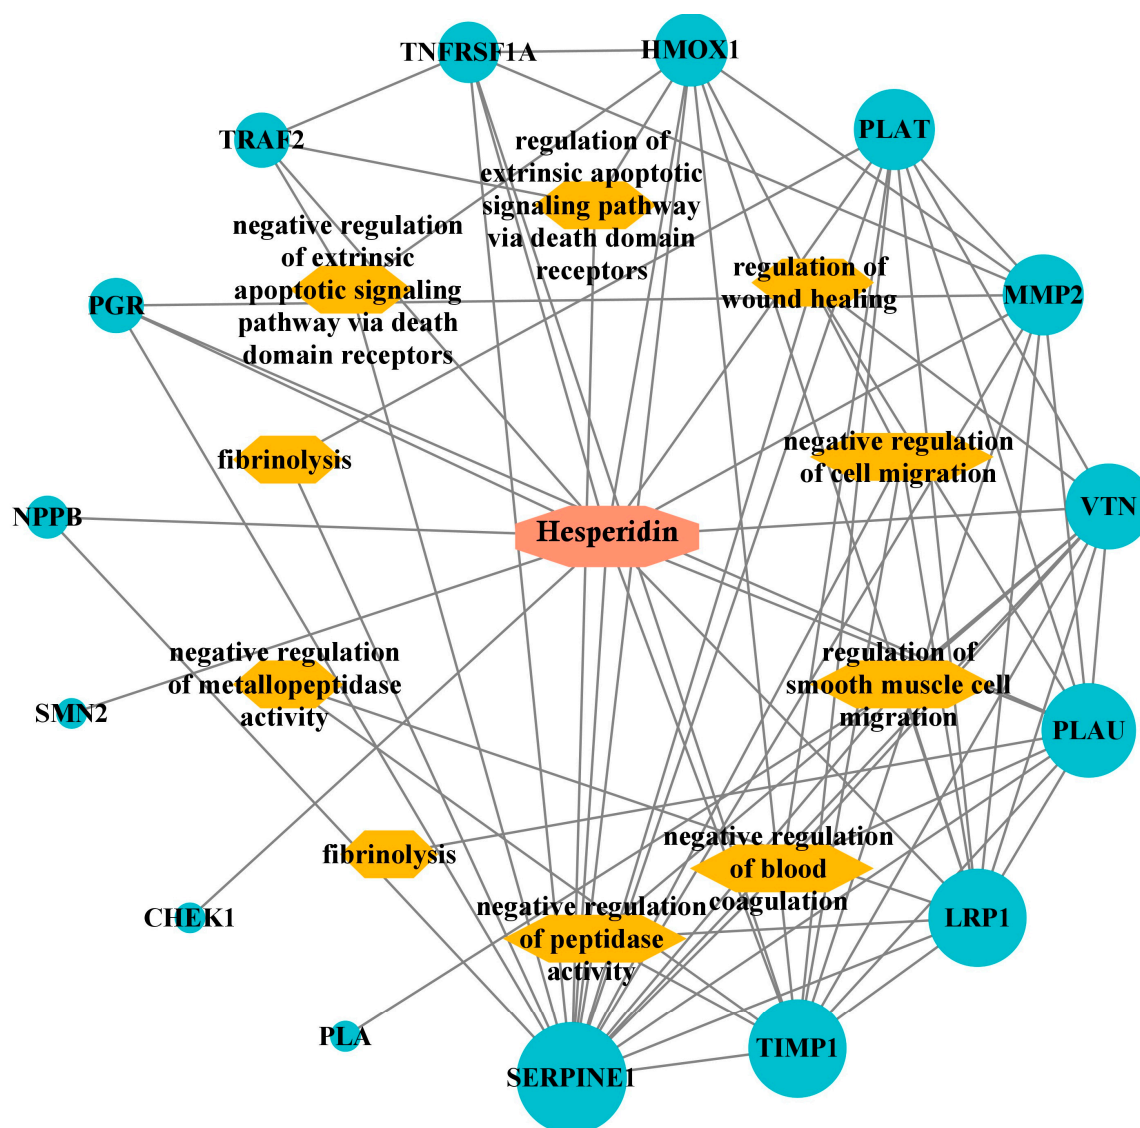 TNFRSF1A
HMOX1
PLAT
TRAF2
regulation of
extrinsic apoptotic
signaling pathway
via death domain
receptors
negative regulation
of extrinsic
apoptotic signaling
pathway via death
domain receptors
regulation of
wound healing
PGR
MMP2
fibrinolysis
negative regulation
of cell migration
NPPB
Hesperidin
VTN
negative regulation
of metallopeptidase
activity
regulation of
smooth muscle cell
migration
SMN2
PLAU
fibrinolysis
negative regulation
of blood
coagulation
CHEK1
negative regulation
of peptidase
activity
LRP1
PLA
TIMP1
SERPINE1